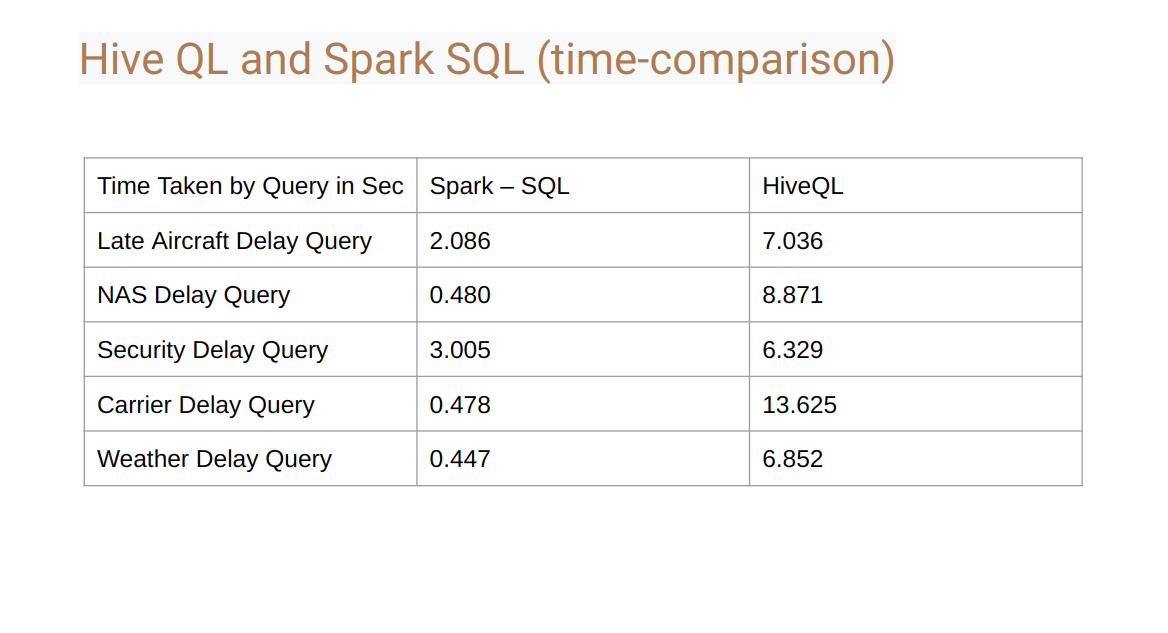 Hive QL and Spark SQL (time-comparison)
Time Taken by Query in Sec Spark – SQL HiveQL
Late Aircraft Delay Query 2.086 7.036
NAS Delay Query 0.480 8.871
Security Delay Query 3.005 6.329
Carrier Delay Query 0.478 13.625
Weather Delay Query 0.447 6.852